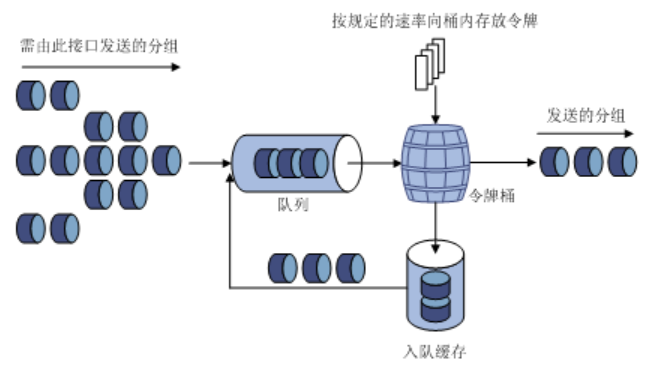 按规定的速率向桶内存放令牌
需由此接口发送的分组
发送的分组
队列
令牌桶
入队缓存